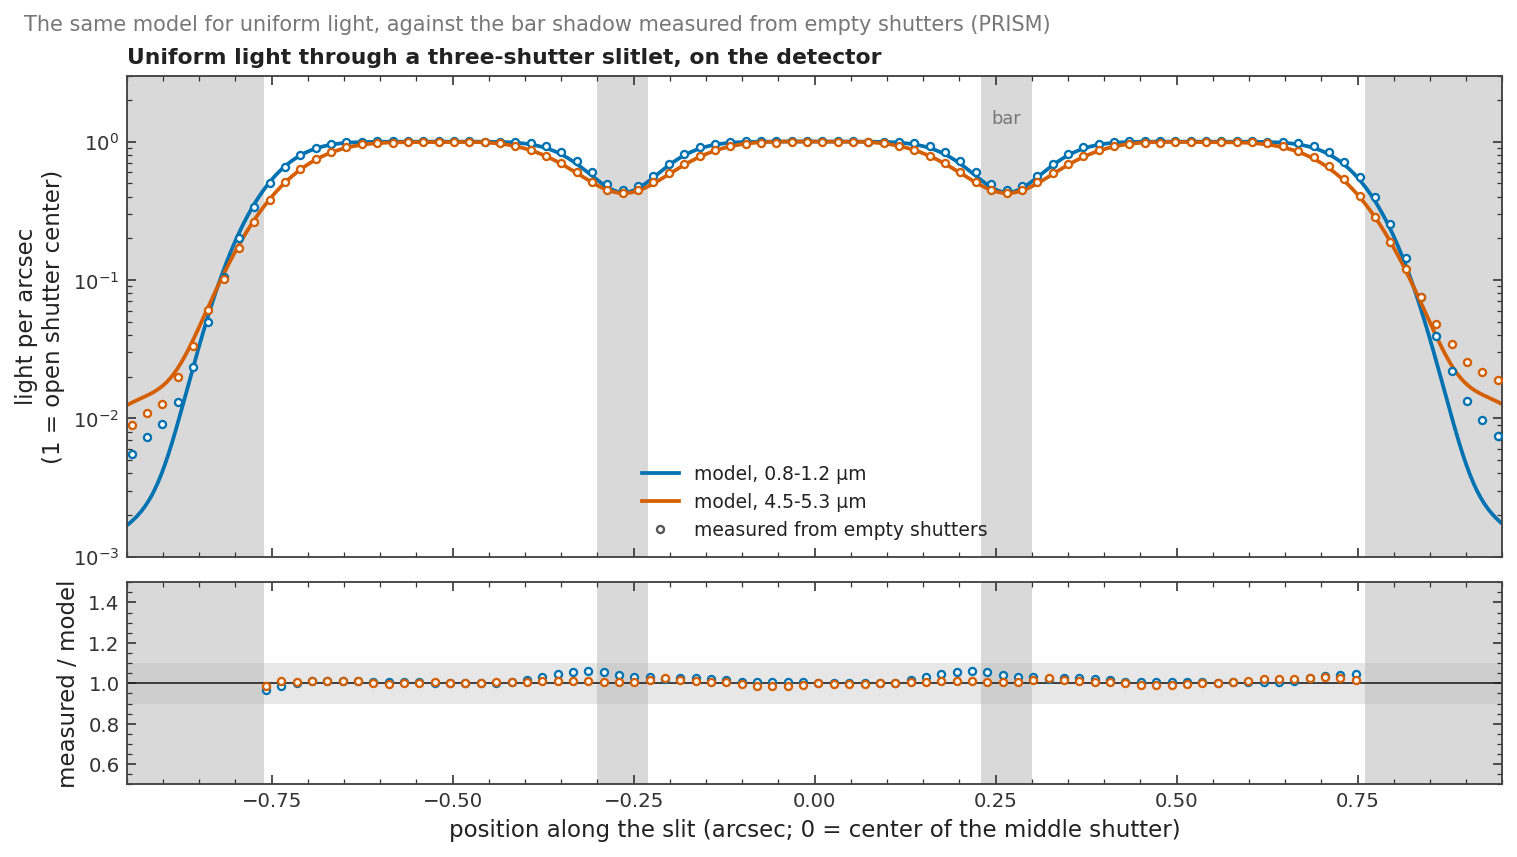 The same model for uniform light, against the bar shadow measured from empty shutters (PRISM)
Uniform light through a three-shutter slitlet, on the detector
light per arcsec
(1 = open shutter center)
10⁰
10⁻¹
10⁻²
10⁻³
bar
model, 0.8-1.2 μm
model, 4.5-5.3 μm
measured from empty shutters
measured / model
1.4
1.2
1.0
0.8
0.6
−0.75 −0.50 −0.25 0.00 0.25 0.50 0.75
position along the slit (arcsec; 0 = center of the middle shutter)